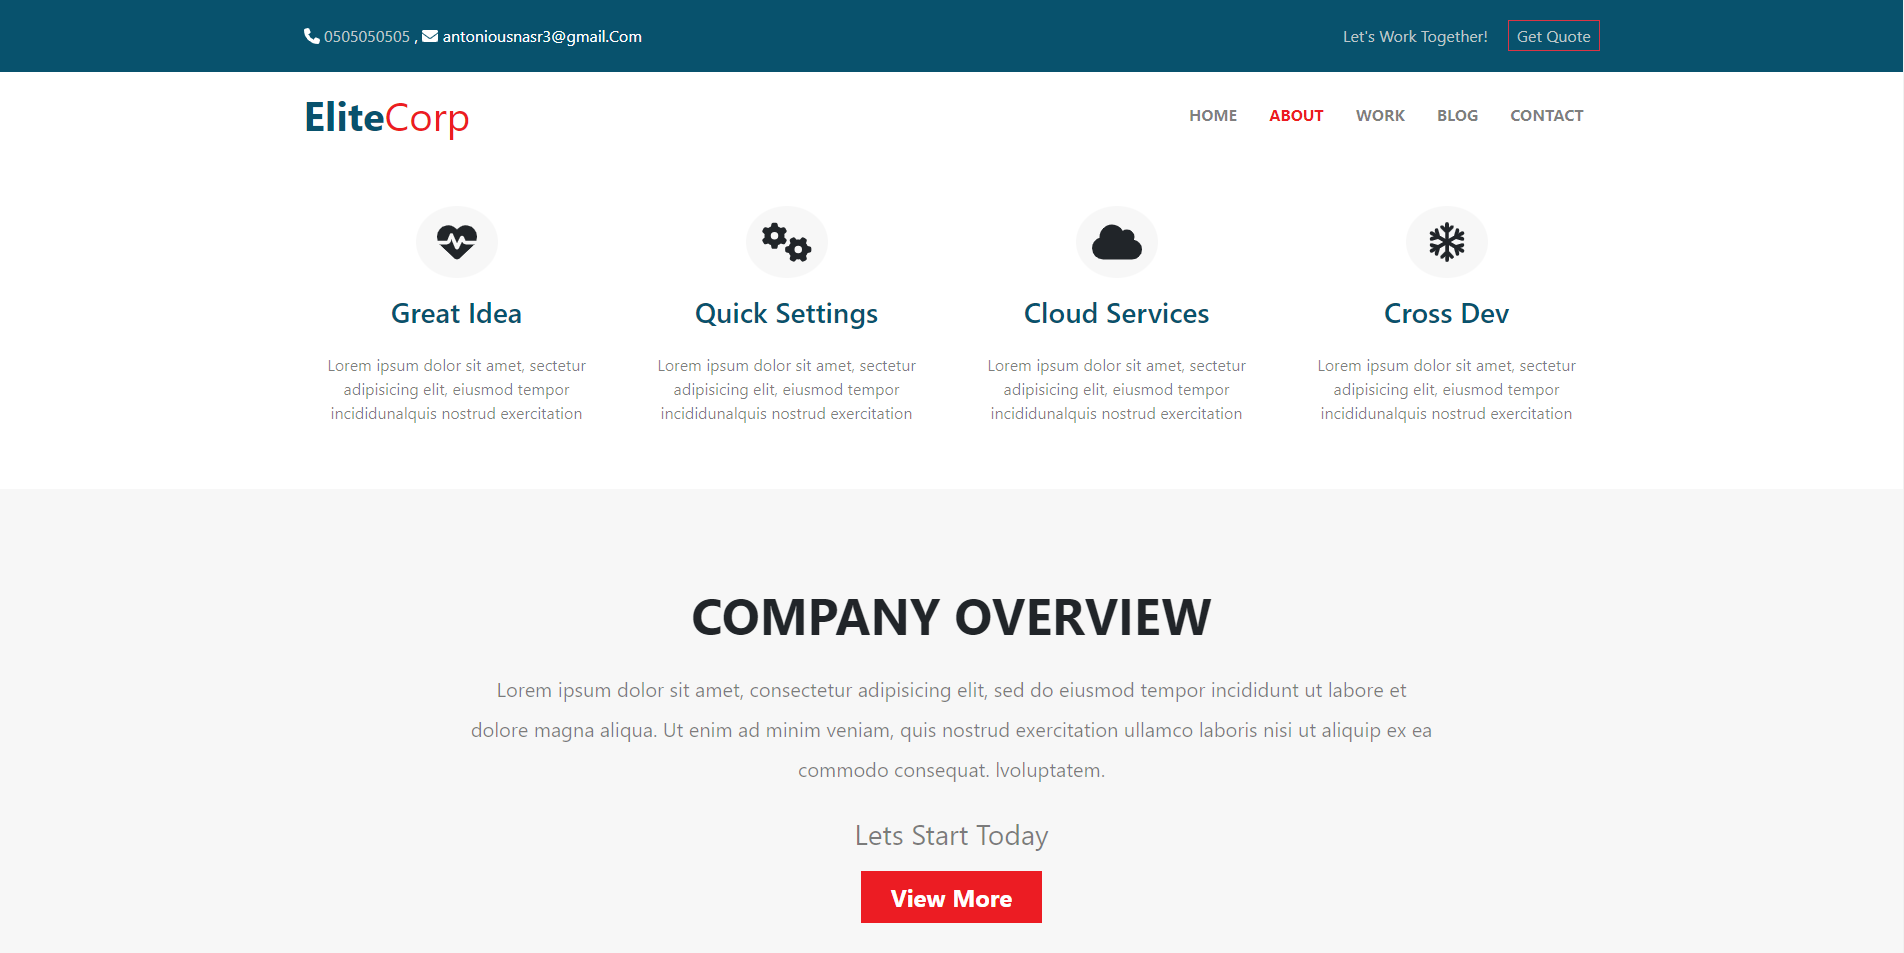 0505050505 , antoniousnasr3@gmail.Com
Let's Work Together! Get Quote
EliteCorp
HOME ABOUT WORK BLOG CONTACT
Great Idea
Lorem ipsum dolor sit amet, sectetur
adipisicing elit, eiusmod tempor
incididunalquis nostrud exercitation
Quick Settings
Lorem ipsum dolor sit amet, sectetur
adipisicing elit, eiusmod tempor
incididunalquis nostrud exercitation
Cloud Services
Lorem ipsum dolor sit amet, sectetur
adipisicing elit, eiusmod tempor
incididunalquis nostrud exercitation
Cross Dev
Lorem ipsum dolor sit amet, sectetur
adipisicing elit, eiusmod tempor
incididunalquis nostrud exercitation
COMPANY OVERVIEW
Lorem ipsum dolor sit amet, consectetur adipisicing elit, sed do eiusmod tempor incididunt ut labore et
dolore magna aliqua. Ut enim ad minim veniam, quis nostrud exercitation ullamco laboris nisi ut aliquip ex ea
commodo consequat. lvoluptatem.
Lets Start Today
View More